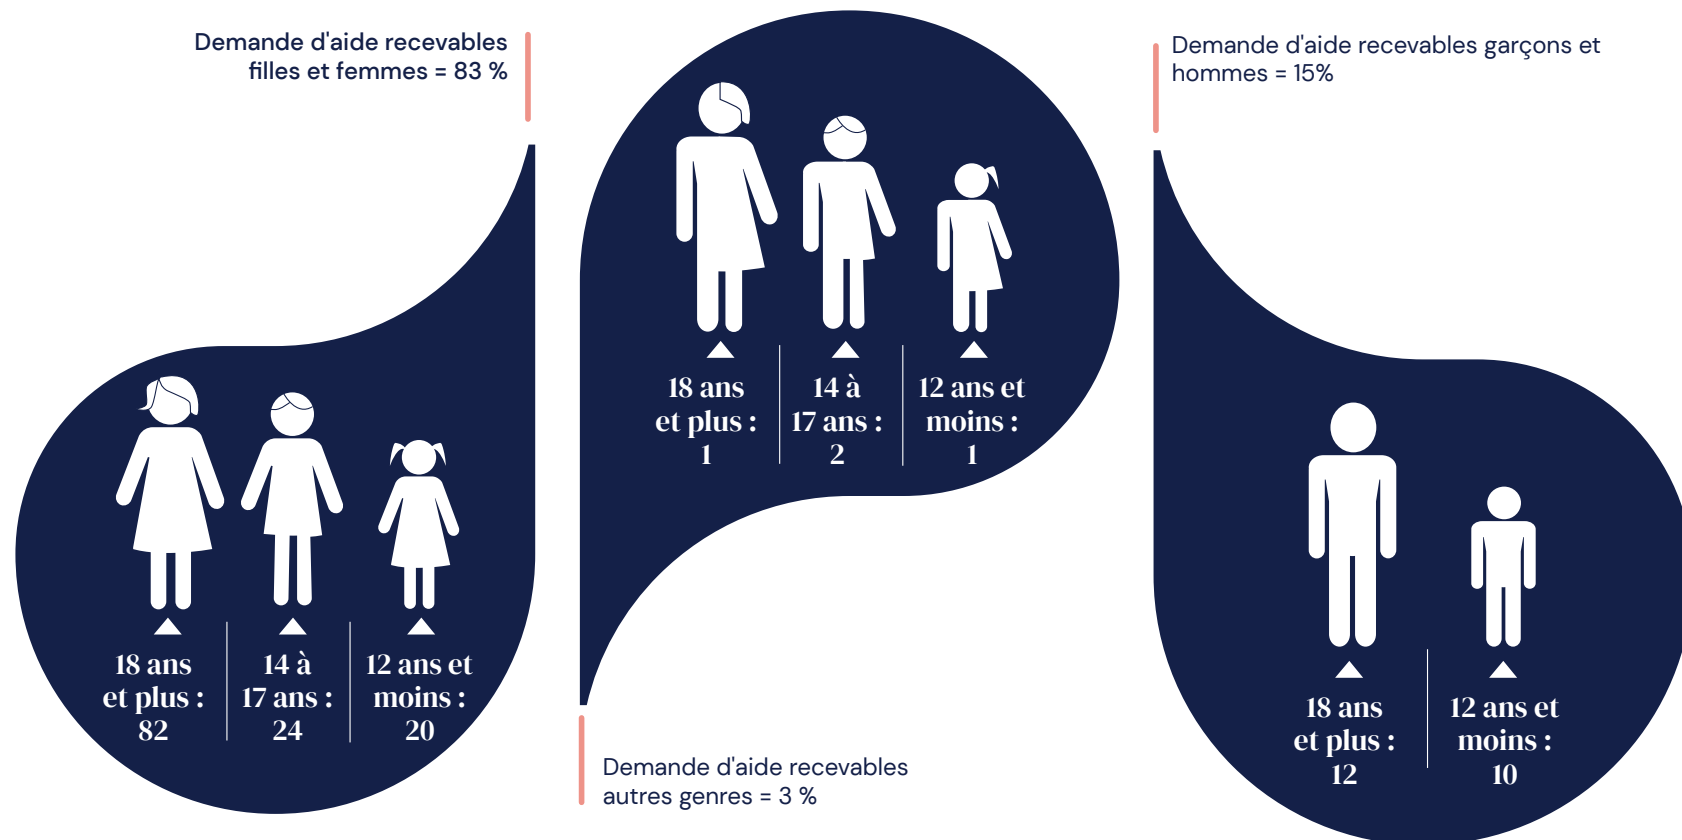 Demande d'aide recevables
filles et femmes = 83 %
18 ans
et plus :
82
14 à
17 ans :
24
12 ans et
moins :
20
18 ans
et plus :
1
14 à
17 ans :
2
12 ans et
moins :
1
Demande d'aide recevables
autres genres = 3 %
Demande d'aide recevables garçons et
hommes = 15%
18 ans
et plus :
12
12 ans et
moins :
10